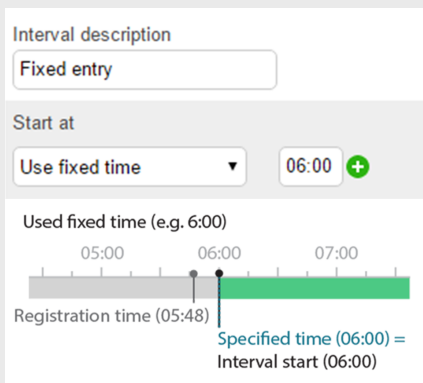 Interval description
Fixed entry
Start at
Use fixed time
06:00
Used fixed time (e.g. 6:00)
05:00 06:00 07:00
Registration time (05:48)
Specified time (06:00) =
Interval start (06:00)